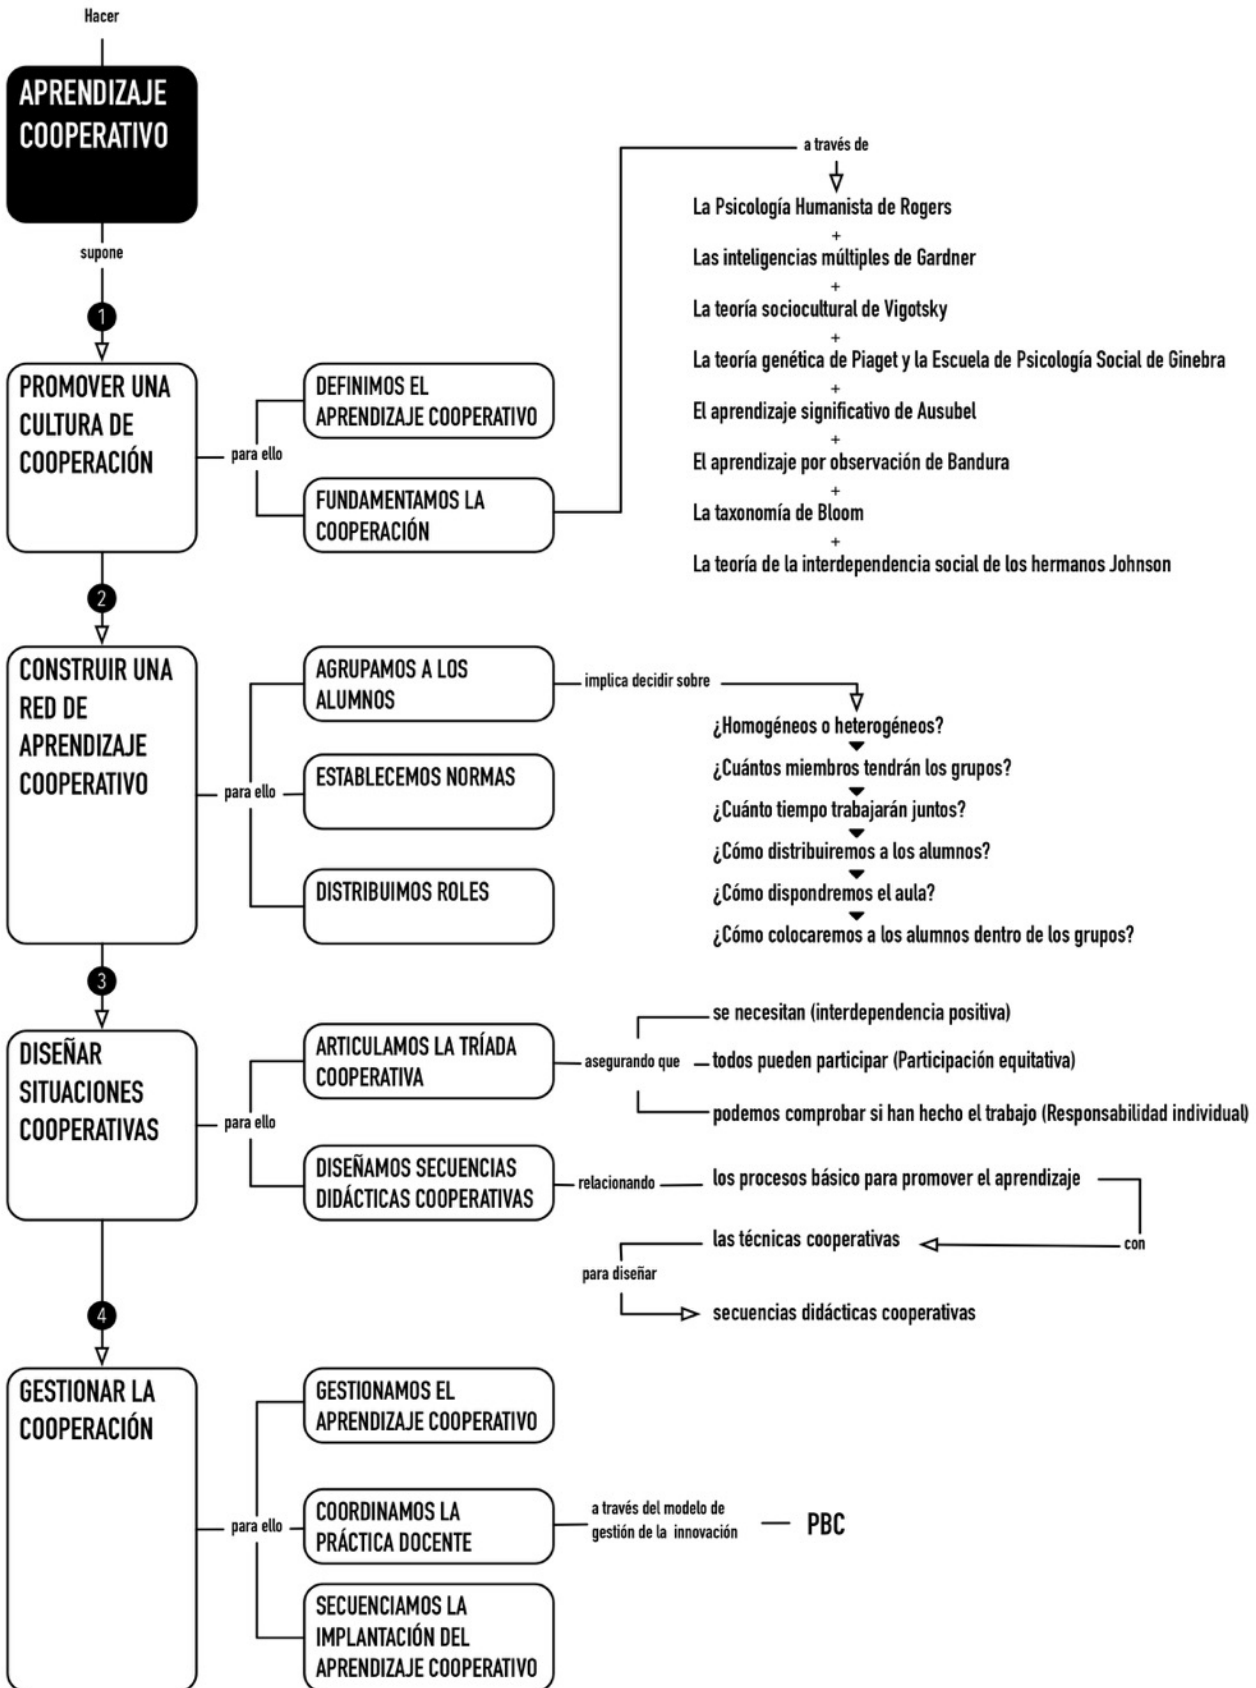 Hacer
APRENDIZAJE
COOPERATIVO
supone
1
PROMOVER UNA
CULTURA DE
COOPERACIÓN
para ello
DEFINIMOS EL
APRENDIZAJE COOPERATIVO
FUNDAMENTAMOS LA
COOPERACIÓN
a través de
La Psicología Humanista de Rogers
+
Las inteligencias múltiples de Gardner
+
La teoría sociocultural de Vigotsky
+
La teoría genética de Piaget y la Escuela de Psicología Social de Ginebra
+
El aprendizaje significativo de Ausubel
+
El aprendizaje por observación de Bandura
+
La taxonomía de Bloom
+
La teoría de la interdependencia social de los hermanos Johnson
2
CONSTRUIR UNA
RED DE
APRENDIZAJE
COOPERATIVO
para ello
AGRUPAMOS A LOS
ALUMNOS
implica decidir sobre
¿Homogéneos o heterogéneos?
¿Cuántos miembros tendrán los grupos?
¿Cuánto tiempo trabajarán juntos?
¿Cómo distribuiremos a los alumnos?
¿Cómo dispondremos el aula?
¿Cómo colocaremos a los alumnos dentro de los grupos?
ESTABLECEMOS NORMAS
DISTRIBUIMOS ROLES
3
DISEÑAR
SITUACIONES
COOPERATIVAS
para ello
ARTICULAMOS LA TRÍADA
COOPERATIVA
asegurando que
se necesitan (interdependencia positiva)
todos pueden participar (Participación equitativa)
podemos comprobar si han hecho el trabajo (Responsabilidad individual)
DISEÑAMOS SECUENCIAS
DIDÁCTICAS COOPERATIVAS
relacionando
los procesos básico para promover el aprendizaje
con
las técnicas cooperativas
para diseñar
secuencias didácticas cooperativas
4
GESTIONAR LA
COOPERACIÓN
para ello
GESTIONAMOS EL
APRENDIZAJE COOPERATIVO
COORDINAMOS LA
PRÁCTICA DOCENTE
a través del modelo de
gestión de la innovación
PBC
SECUENCIAMOS LA
IMPLANTACIÓN DEL
APRENDIZAJE COOPERATIVO